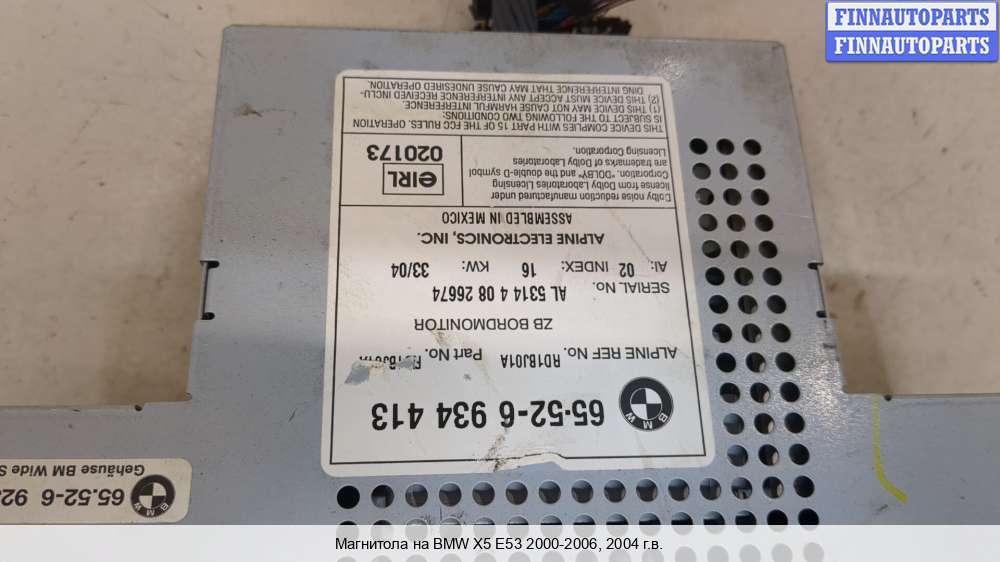 FINNAUTOPARTS
FINNAUTOPARTS
BMW
65.52-6 934 413
ALPINE REF No. RD1BJ01A Part No.
ZB BORDMONITOR
SERIAL No. AL 5314 4 08 26674
AI: 02 INDEX: 16 KW: 33/04
ALPINE ELECTRONICS, INC.
ASSEMBLED IN MEXICO
Dolby noise reduction manufactured under
license from Dolby Laboratories Licensing
Corporation. "DOLBY" and the double-D symbol
are trademarks of Dolby Laboratories
Licensing Corporation.
eIRL
020173
THIS DEVICE COMPLIES WITH PART 15 OF THE FCC RULES. OPERATION
IS SUBJECT TO THE FOLLOWING TWO CONDITIONS:
(1) THIS DEVICE MAY NOT CAUSE HARMFUL INTERFERENCE.
(2) THIS DEVICE MUST ACCEPT ANY INTERFERENCE RECEIVED INCLU-
DING INTERFERENCE THAT MAY CAUSE UNDESIRED OPERATION.
BMW
65.52-6 92
Gehäuse BM Wide S
Магнитола на BMW X5 E53 2000-2006, 2004 г.в.